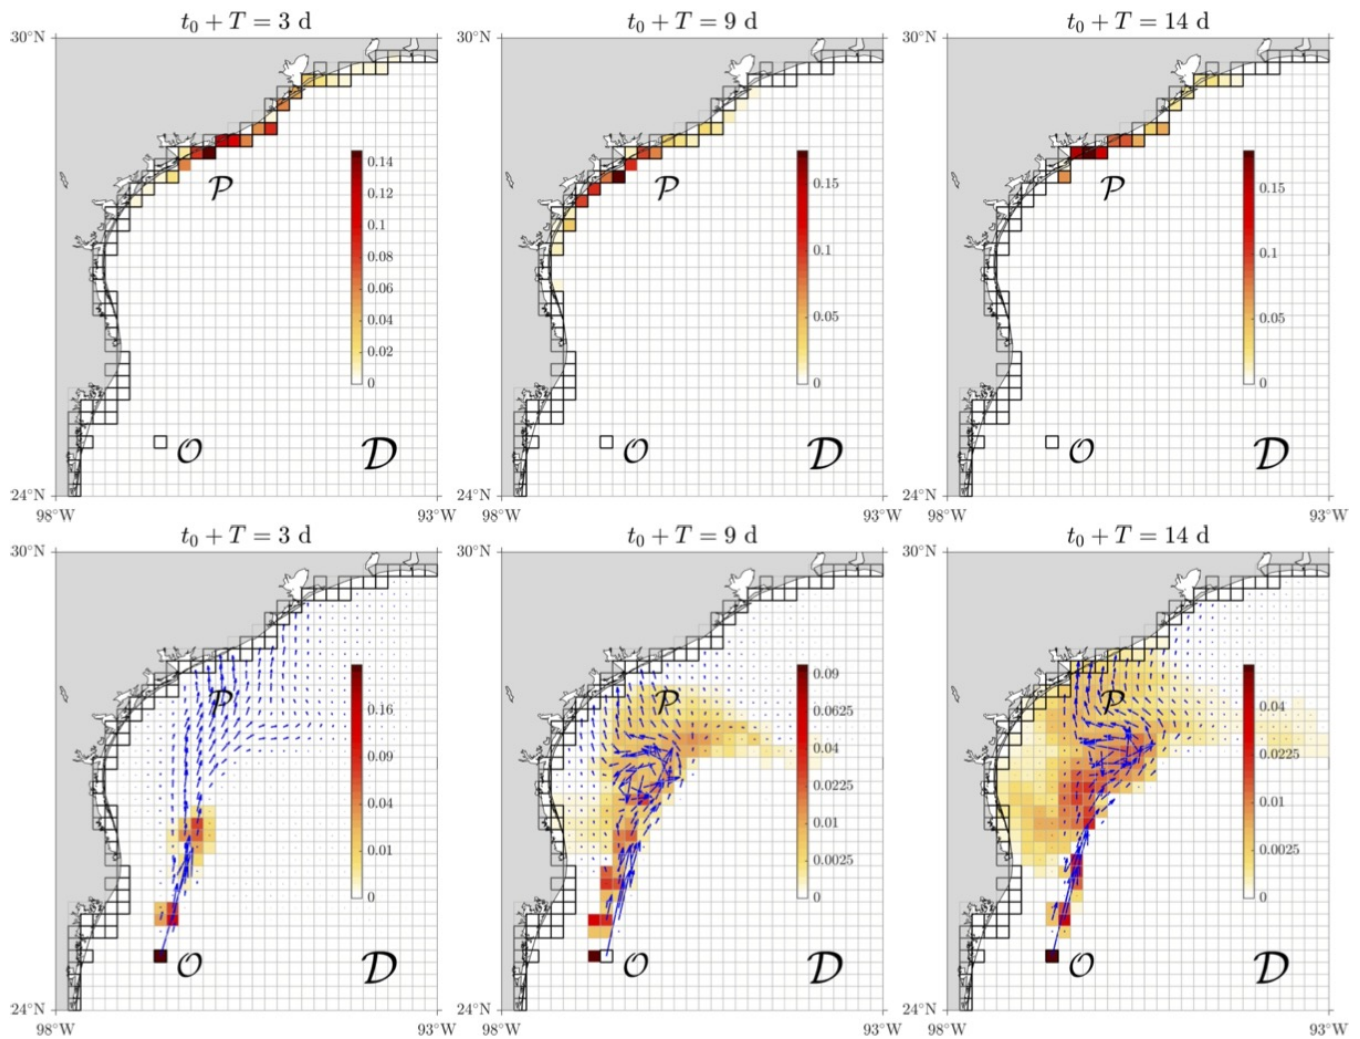 t₀ + T = 3 d
t₀ + T = 9 d
t₀ + T = 14 d
30°N
30°N
30°N
0.14
0.12
0.1
0.08
0.06
0.04
0.02
0
𝒫
𝒪
𝒟
0.15
0.1
0.05
0
𝒫
𝒪
𝒟
0.15
0.1
0.05
0
𝒫
𝒪
𝒟
24°N
24°N
24°N
98°W
93°W
98°W
93°W
98°W
93°W
t₀ + T = 3 d
t₀ + T = 9 d
t₀ + T = 14 d
30°N
30°N
30°N
0.16
0.09
0.04
0.01
0
𝒫
𝒪
𝒟
0.09
0.0625
0.04
0.0225
0.01
0.0025
0
𝒫
𝒪
𝒟
0.04
0.0225
0.01
0.0025
0
𝒫
𝒪
𝒟
24°N
24°N
24°N
98°W
93°W
98°W
93°W
98°W
93°W